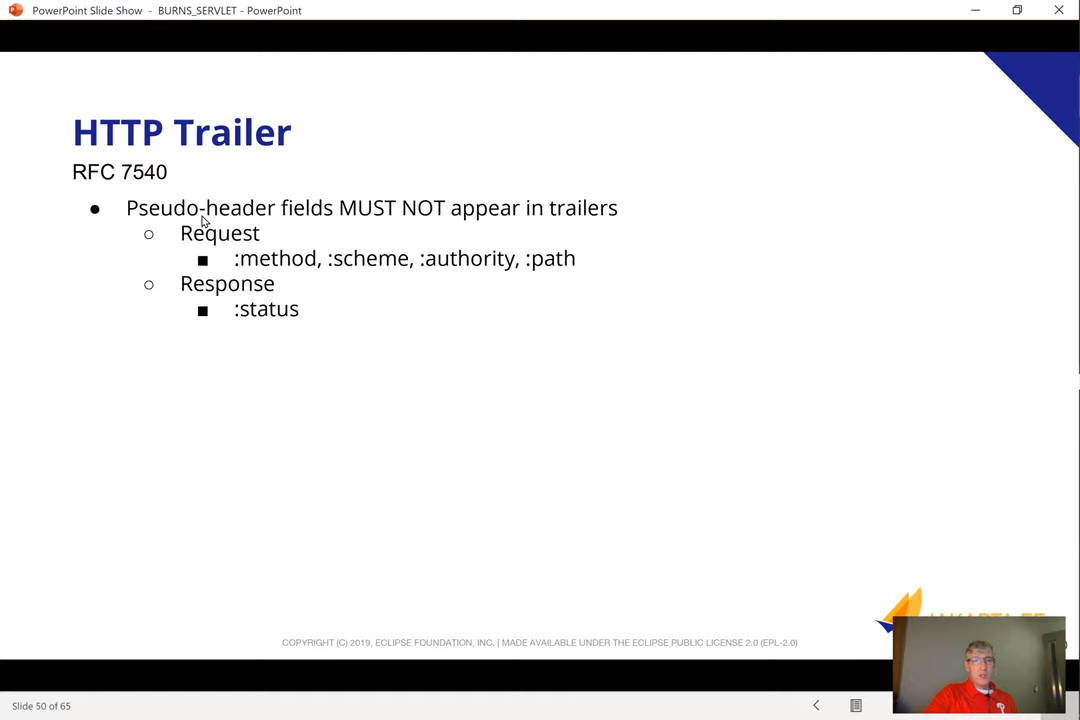 PowerPoint Slide Show - BURNS_SERVLET - PowerPoint
HTTP Trailer
RFC 7540
● Pseudo-header fields MUST NOT appear in trailers
○ Request
■ :method, :scheme, :authority, :path
○ Response
■ :status
COPYRIGHT (C) 2019, ECLIPSE FOUNDATION, INC. | MADE AVAILABLE UNDER THE ECLIPSE PUBLIC LICENSE 2.0 (EPL-2.0)
Slide 50 of 65